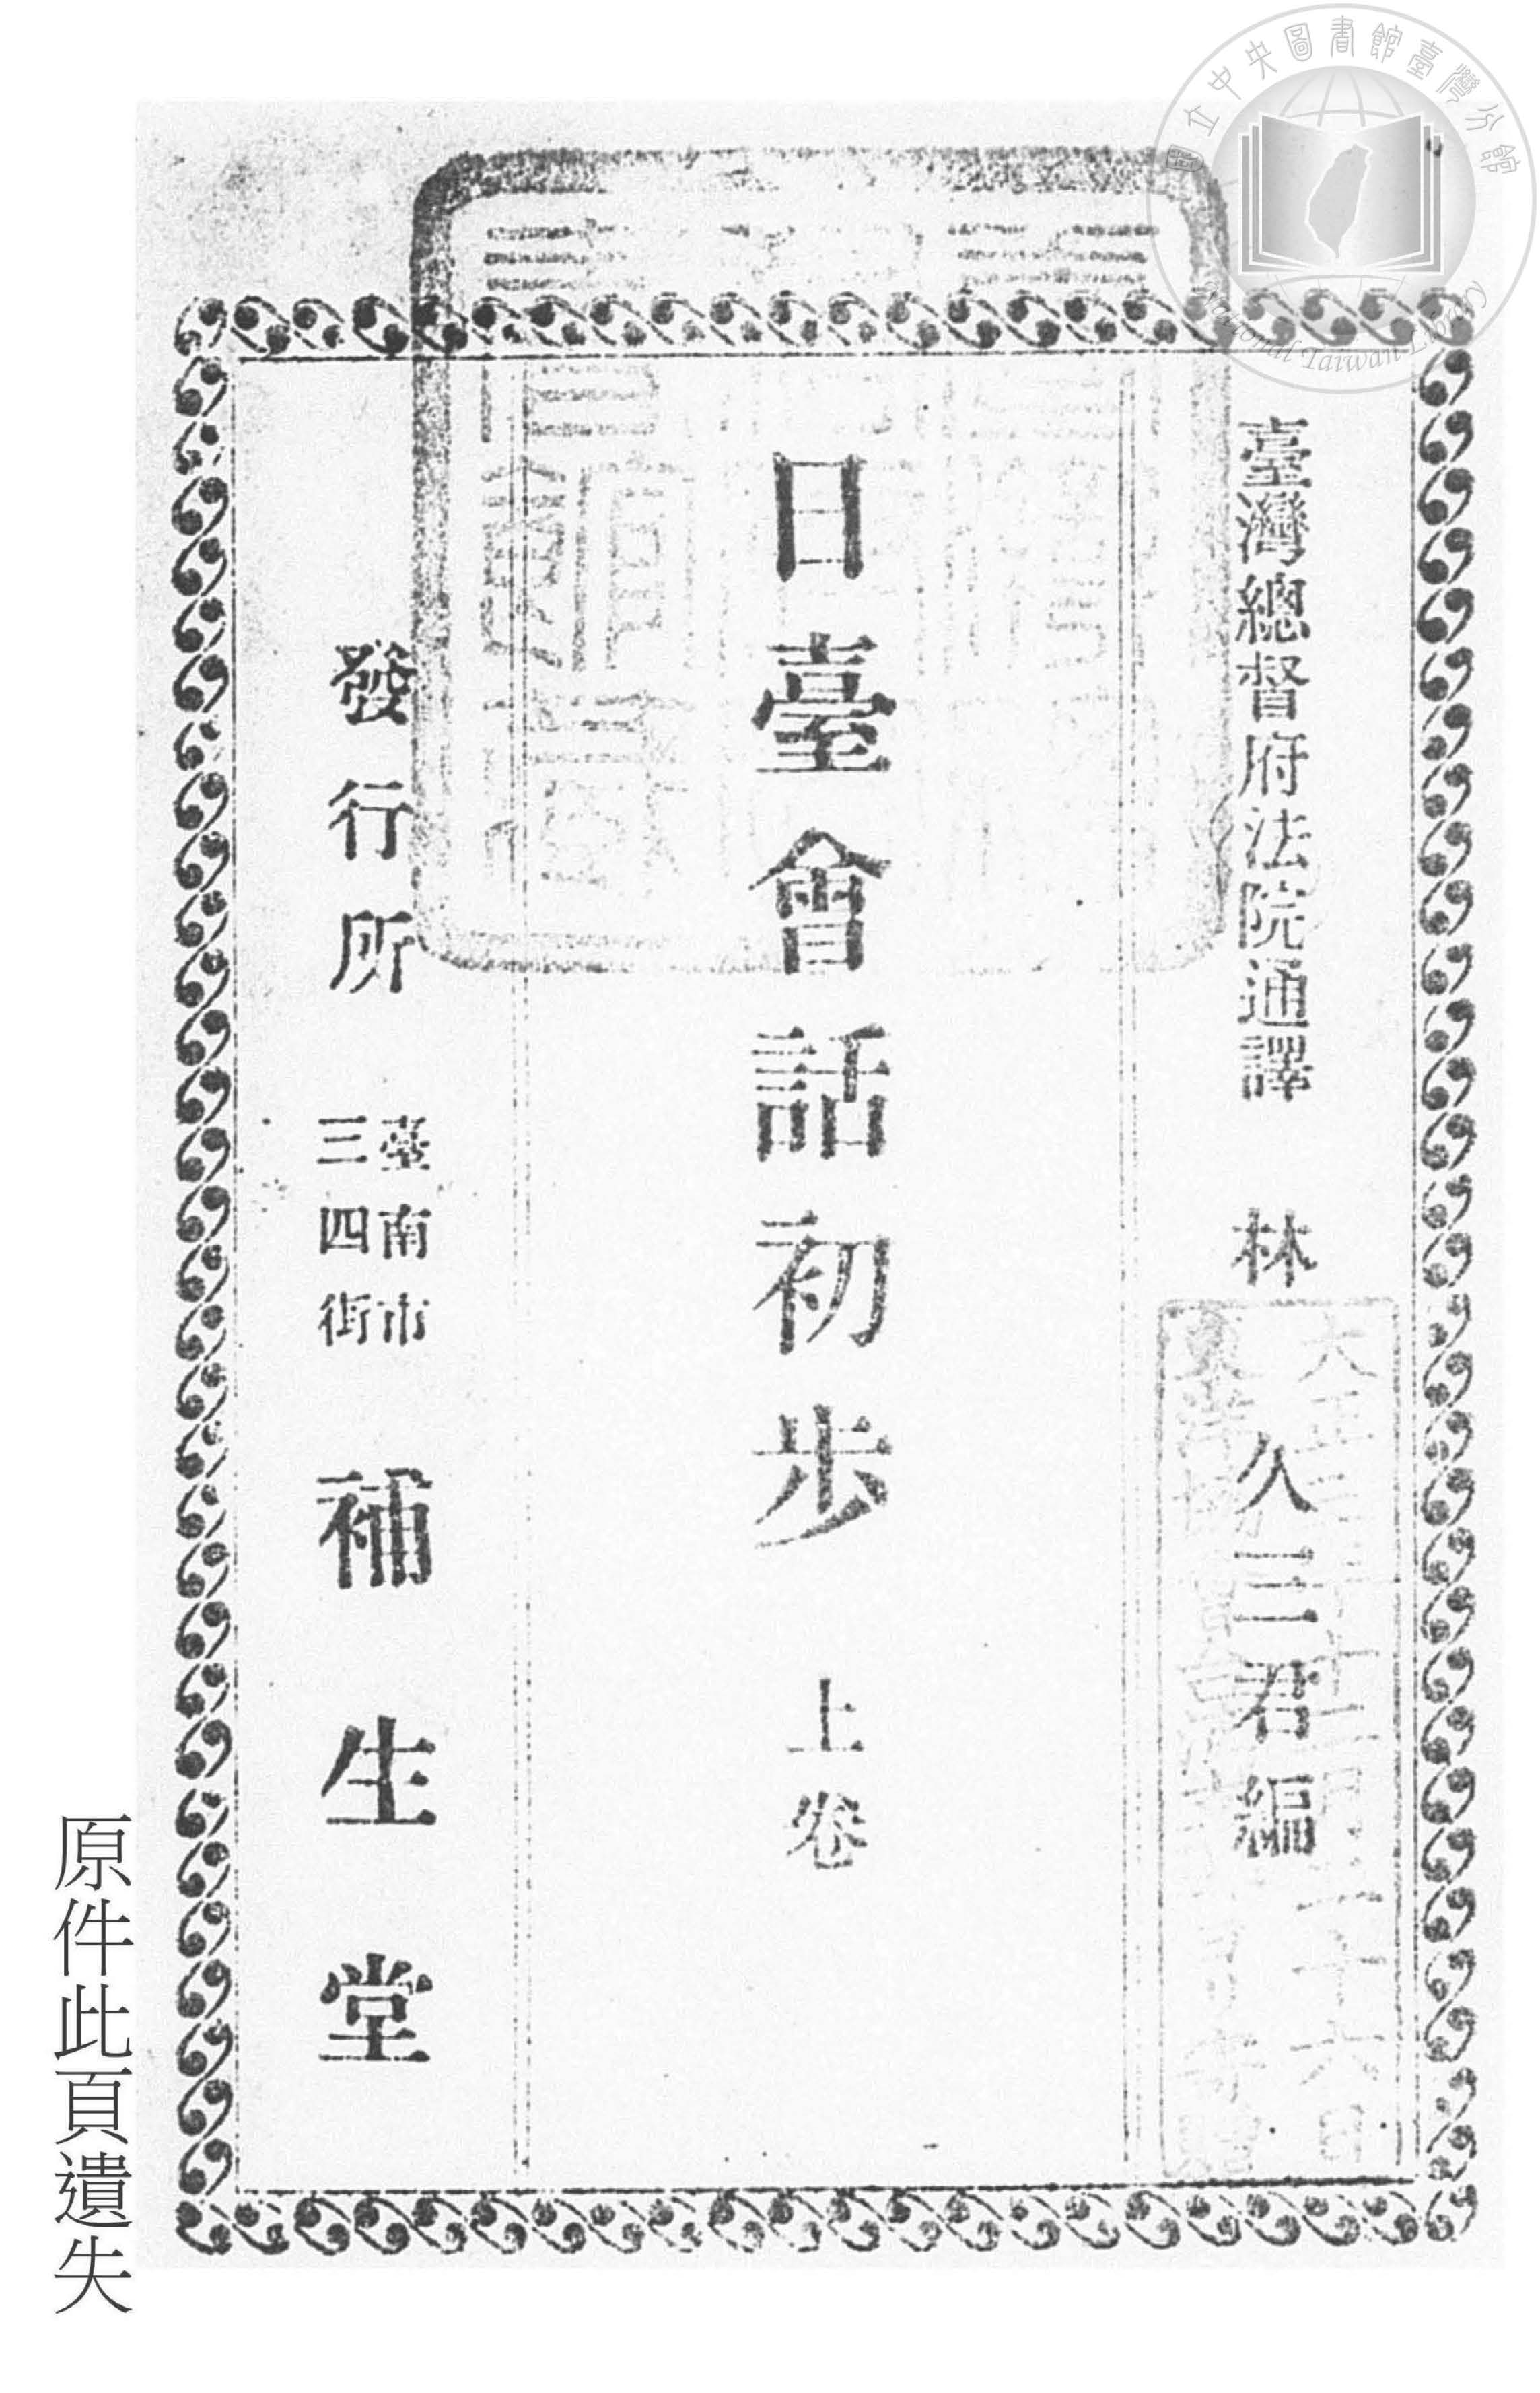 國立中央圖書館臺灣分館
National Taiwan Library
臺灣總督府法院通譯 林久三君編
日臺會話初步 上卷
發行所 臺南市
三四街 補生堂
原件此頁遺失